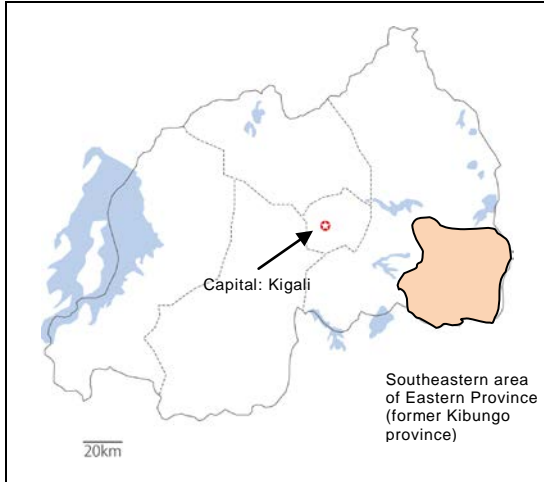 Capital: Kigali
Southeastern area
of Eastern Province
(former Kibungo
province)
20km